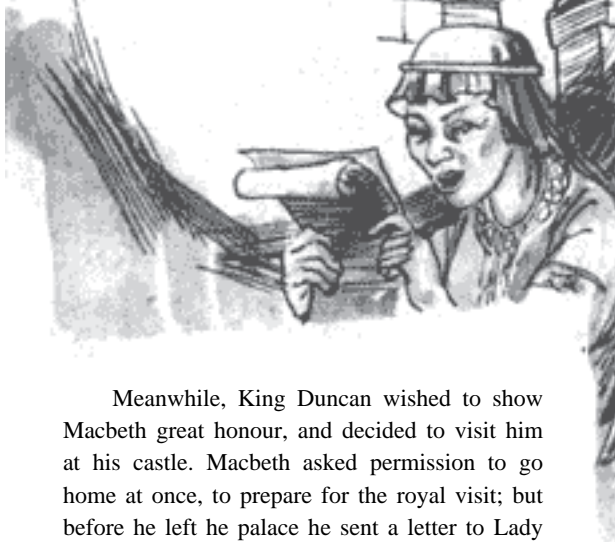 Meanwhile, King Duncan wished to show
Macbeth great honour, and decided to visit him
at his castle. Macbeth asked permission to go
home at once, to prepare for the royal visit; but
before he left he palace he sent a letter to Lady